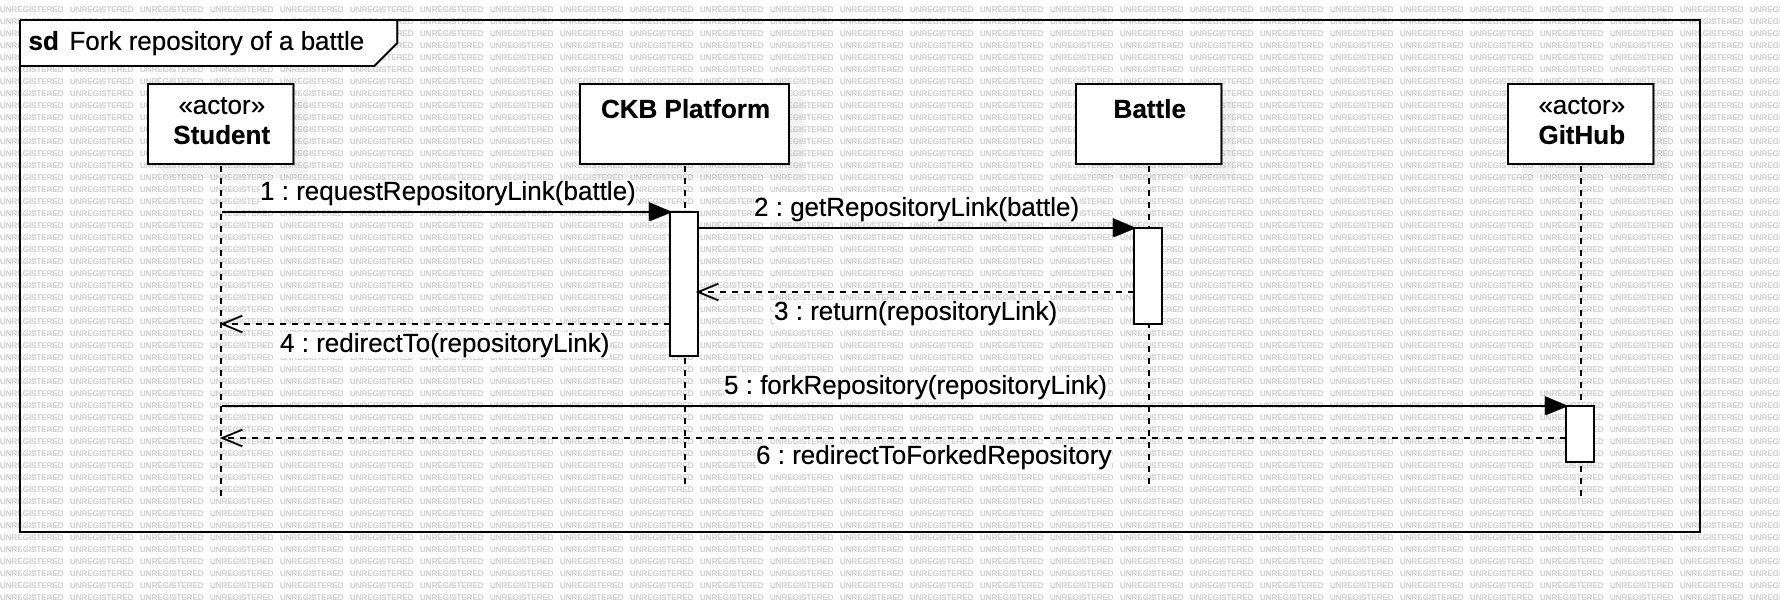 sd Fork repository of a battle
«actor»
Student
CKB Platform
Battle
«actor»
GitHub
1 : requestRepositoryLink(battle)
2 : getRepositoryLink(battle)
3 : return(repositoryLink)
4 : redirectTo(repositoryLink)
5 : forkRepository(repositoryLink)
6 : redirectToForkedRepository
UNREGISTERED